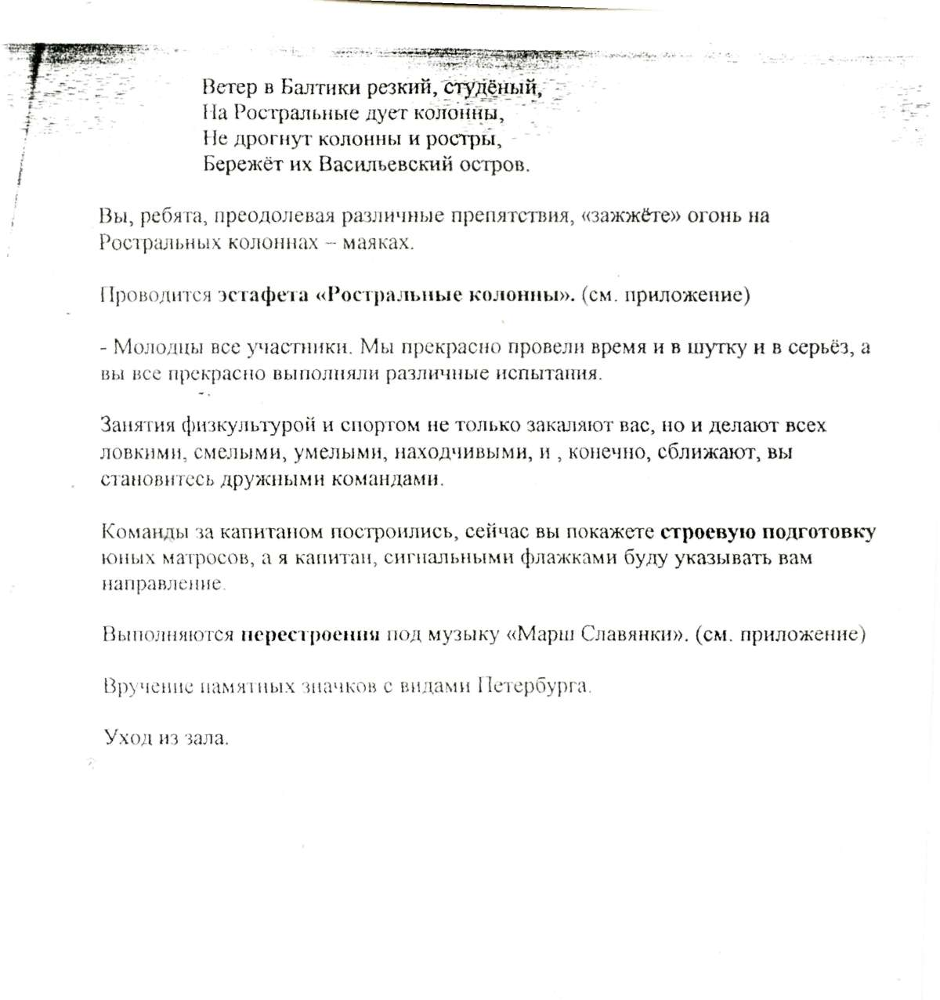 Ветер в Балтики резкий, студёный,
На Ростральные дует колонны,
Не дрогнут колонны и ростры,
Бережёт их Васильевский остров.
Вы, ребята, преодолевая различные препятствия, «зажжёте» огонь на
Ростральных колоннах – маяках.
Проводится эстафета «Ростральные колонны». (см. приложение)
- Молодцы все участники. Мы прекрасно провели время и в шутку и в серьёз, а
вы все прекрасно выполняли различные испытания.
Занятия физкультурой и спортом не только закаляют вас, но и делают всех
ловкими, смелыми, умелыми, находчивыми, и , конечно, сближают, вы
становитесь дружными командами.
Команды за капитаном построились, сейчас вы покажете строевую подготовку
юных матросов, а я капитан, сигнальными флажками буду указывать вам
направление.
Выполняются перестроения под музыку «Марш Славянки». (см. приложение)
Вручение памятных значков с видами Петербурга.
Уход из зала.